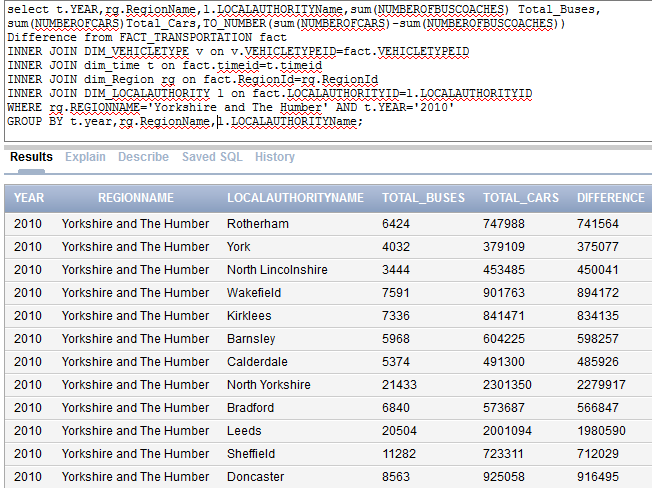 select t.YEAR,rg.RegionName,l.LOCALAUTHORITYName,sum(NUMBEROFBUSCOACHES) Total_Buses,
sum(NUMBEROFCARS)Total_Cars,TO_NUMBER(sum(NUMBEROFCARS)-sum(NUMBEROFBUSCOACHES))
Difference from FACT_TRANSPORTATION fact
INNER JOIN DIM_VEHICLETYPE v on v.VEHICLETYPEID=fact.VEHICLETYPEID
INNER JOIN dim_time t on fact.timeid=t.timeid
INNER JOIN dim_Region rg on fact.RegionId=rg.RegionId
INNER JOIN DIM_LOCALAUTHORITY l on fact.LOCALAUTHORITYID=l.LOCALAUTHORITYID
WHERE rg.REGIONNAME='Yorkshire and The Humber' AND t.YEAR='2010'
GROUP BY t.year,rg.RegionName,l.LOCALAUTHORITYName;
Results Explain Describe Saved SQL History
YEAR REGIONNAME LOCALAUTHORITYNAME TOTAL_BUSES TOTAL_CARS DIFFERENCE
2010 Yorkshire and The Humber Rotherham 6424 747988 741564
2010 Yorkshire and The Humber York 4032 379109 375077
2010 Yorkshire and The Humber North Lincolnshire 3444 453485 450041
2010 Yorkshire and The Humber Wakefield 7591 901763 894172
2010 Yorkshire and The Humber Kirklees 7336 841471 834135
2010 Yorkshire and The Humber Barnsley 5968 604225 598257
2010 Yorkshire and The Humber Calderdale 5374 491300 485926
2010 Yorkshire and The Humber North Yorkshire 21433 2301350 2279917
2010 Yorkshire and The Humber Bradford 6840 573687 566847
2010 Yorkshire and The Humber Leeds 20504 2001094 1980590
2010 Yorkshire and The Humber Sheffield 11282 723311 712029
2010 Yorkshire and The Humber Doncaster 8563 925058 916495